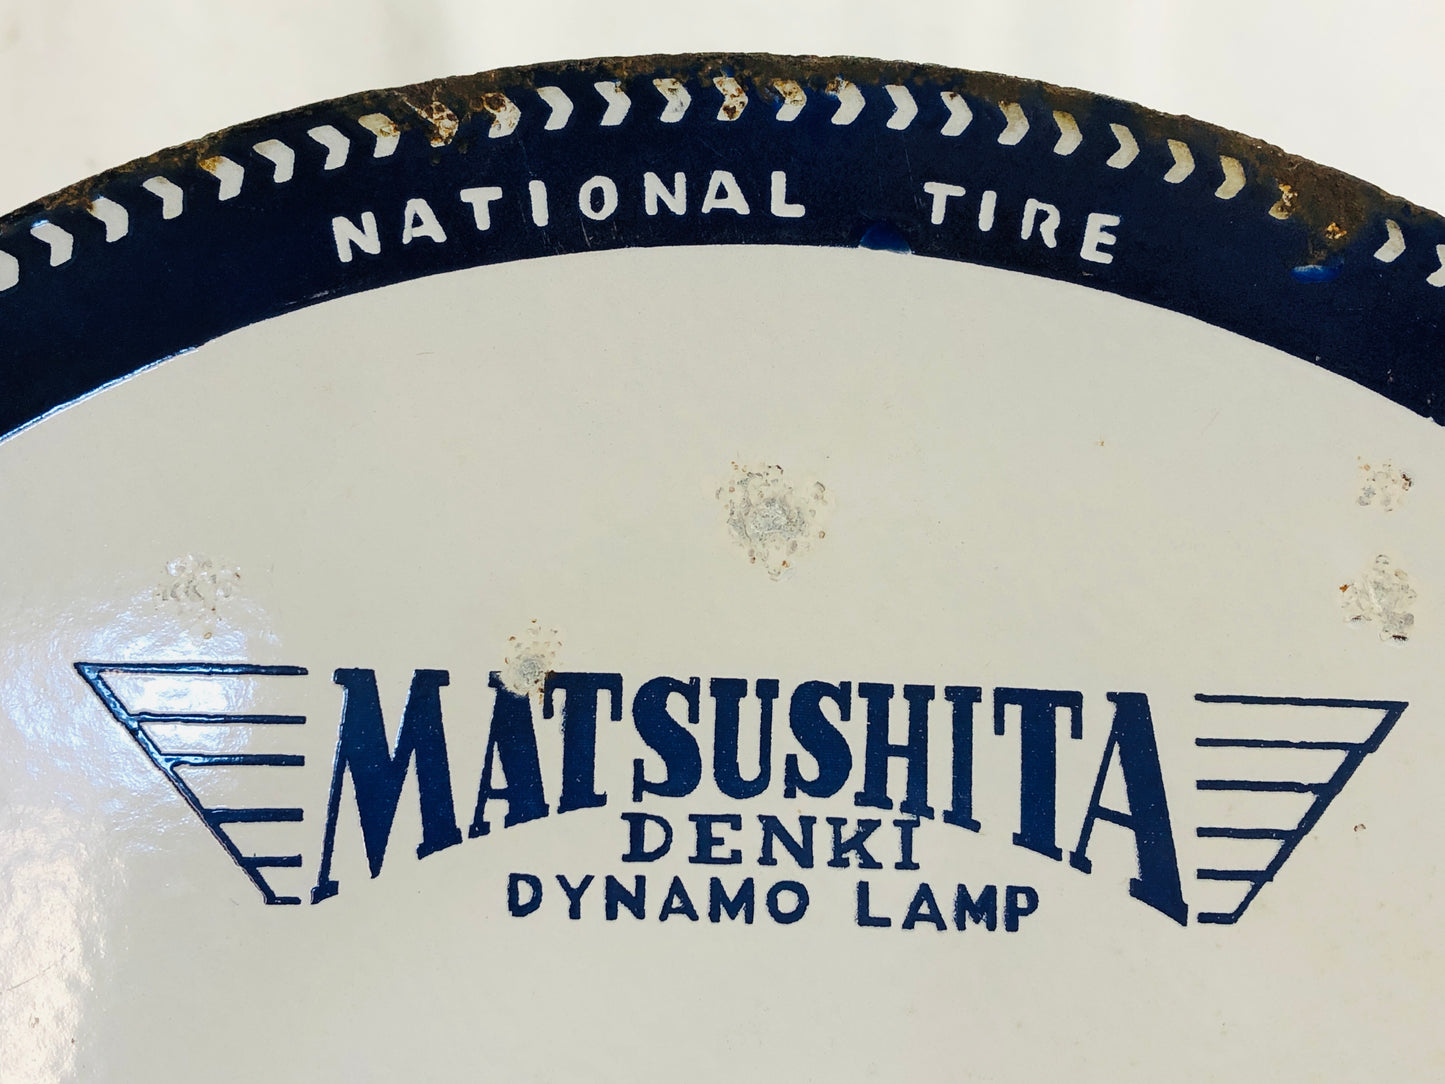 NATIONAL TIRE
MATSUSHITA
DENKI
DYNAMO LAMP